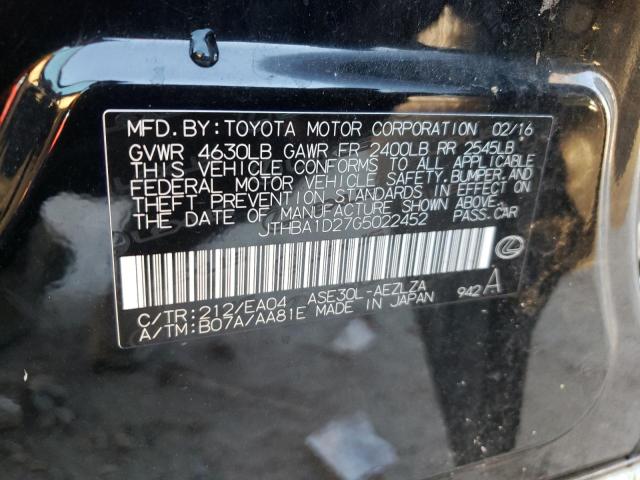 MFD.BY:TOYOTA MOTOR CORPORATION 02/16
GVWR 4630LB GAWR FR 2400LB RR 2545LB
THIS VEHICLE CONFORMS TO ALL APPLICABLE
FEDERAL MOTOR VEHICLE SAFETY, BUMPER, AND
THEFT PREVENTION STANDARDS IN EFFECT ON
THE DATE OF MANUFACTURE SHOWN ABOVE.
JTHBA1D27G5022452 PASS.CAR
C/TR:212/EA04 ASE30L-AEZLZA
A/TM:B07A/AA81E MADE IN JAPAN 942 A